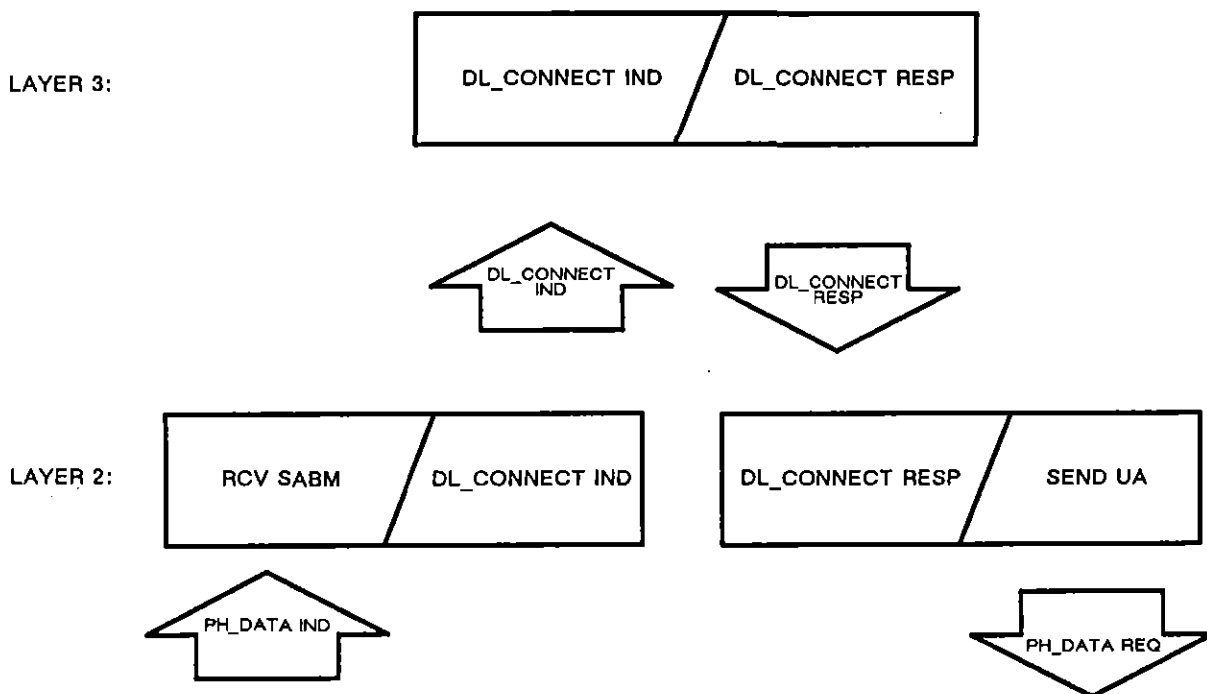 LAYER 3:
DL_CONNECT IND
DL_CONNECT RESP
DL_CONNECT
IND
DL_CONNECT
RESP
LAYER 2:
RCV SABM
DL_CONNECT IND
DL_CONNECT RESP
SEND UA
PH_DATA IND
PH_DATA REQ